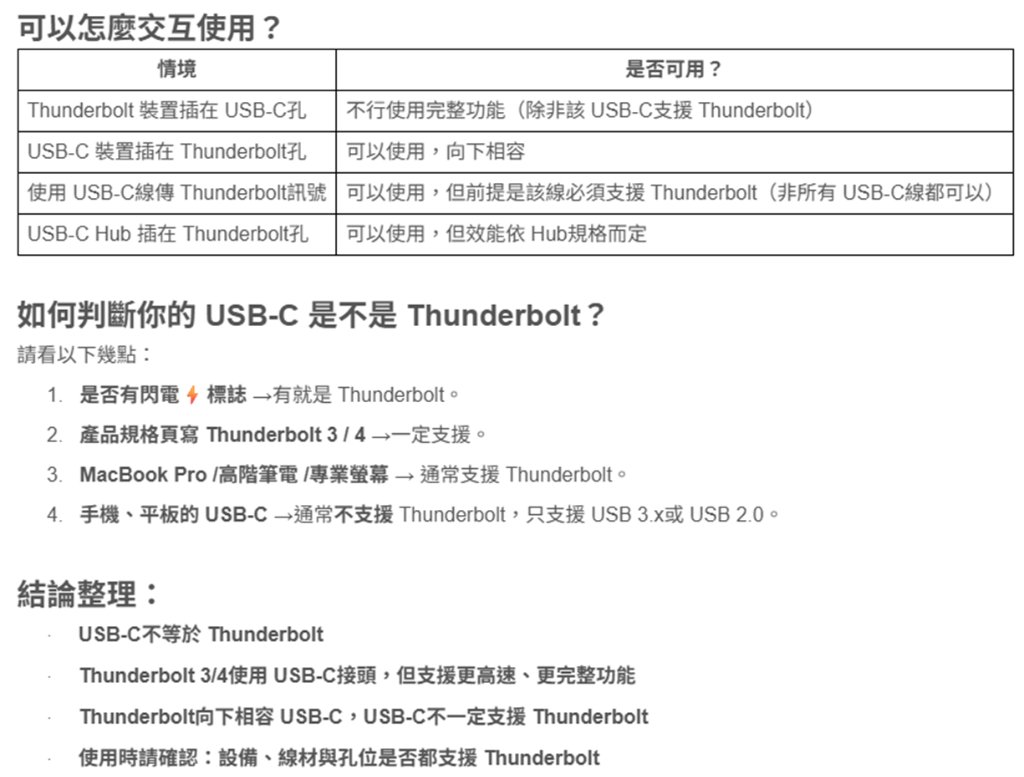 可以怎麼交互使用？
情境 是否可用？
Thunderbolt 裝置插在 USB-C孔 不行使用完整功能（除非該 USB-C支援 Thunderbolt）
USB-C 裝置插在 Thunderbolt孔 可以使用，向下相容
使用 USB-C線傳 Thunderbolt訊號 可以使用，但前提是該線必須支援 Thunderbolt（非所有 USB-C線都可以）
USB-C Hub 插在 Thunderbolt孔 可以使用，但效能依 Hub規格而定
如何判斷你的 USB-C 是不是 Thunderbolt？
請看以下幾點：
1. 是否有閃電⚡標誌 →有就是 Thunderbolt。
2. 產品規格頁寫 Thunderbolt 3 / 4 →一定支援。
3. MacBook Pro /高階筆電 /專業螢幕 → 通常支援 Thunderbolt。
4. 手機、平板的 USB-C →通常不支援 Thunderbolt，只支援 USB 3.x或 USB 2.0。
結論整理：
· USB-C不等於 Thunderbolt
· Thunderbolt 3/4使用 USB-C接頭，但支援更高速、更完整功能
· Thunderbolt向下相容 USB-C，USB-C不一定支援 Thunderbolt
· 使用時請確認：設備、線材與孔位是否都支援 Thunderbolt